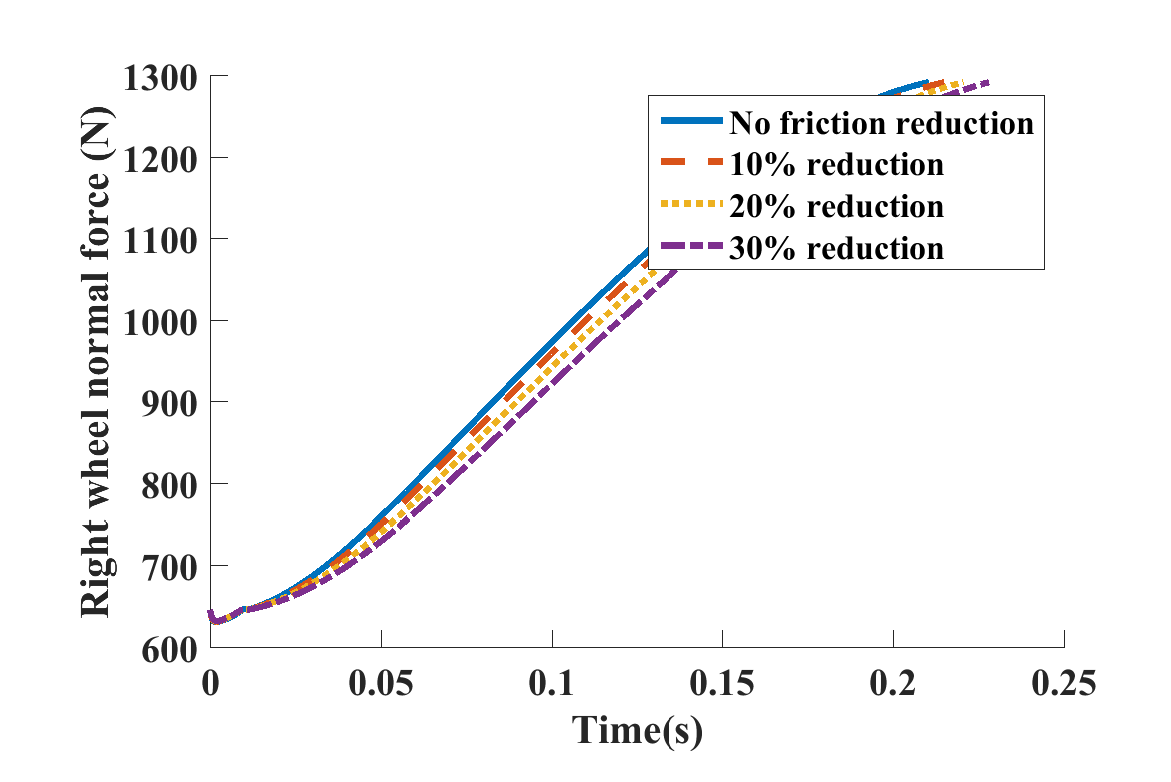 1300
1200
1100
1000
900
800
700
600
Right wheel normal force (N)
No friction reduction
10% reduction
20% reduction
30% reduction
0 0.05 0.1 0.15 0.2 0.25
Time(s)